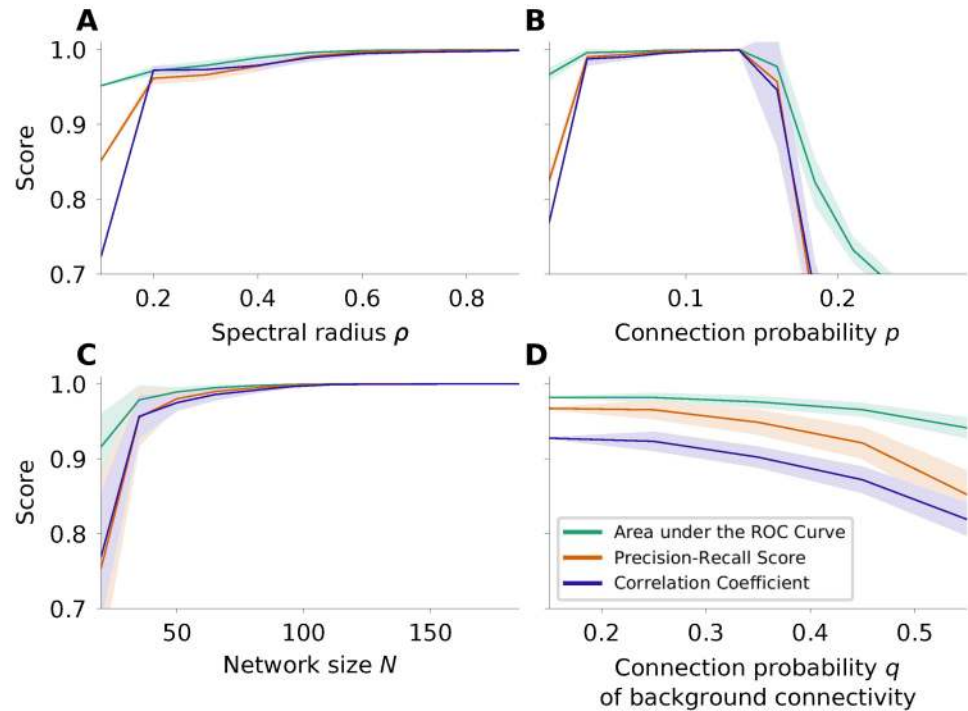 A
1.0
0.9
0.8
0.7
Score
0.2
0.4
0.6
0.8
Spectral radius ρ
B
0.1
0.2
Connection probability p
C
1.0
0.9
0.8
0.7
Score
50
100
150
Network size N
D
Area under the ROC Curve
Precision-Recall Score
Correlation Coefficient
0.2
0.3
0.4
0.5
Connection probability q
of background connectivity